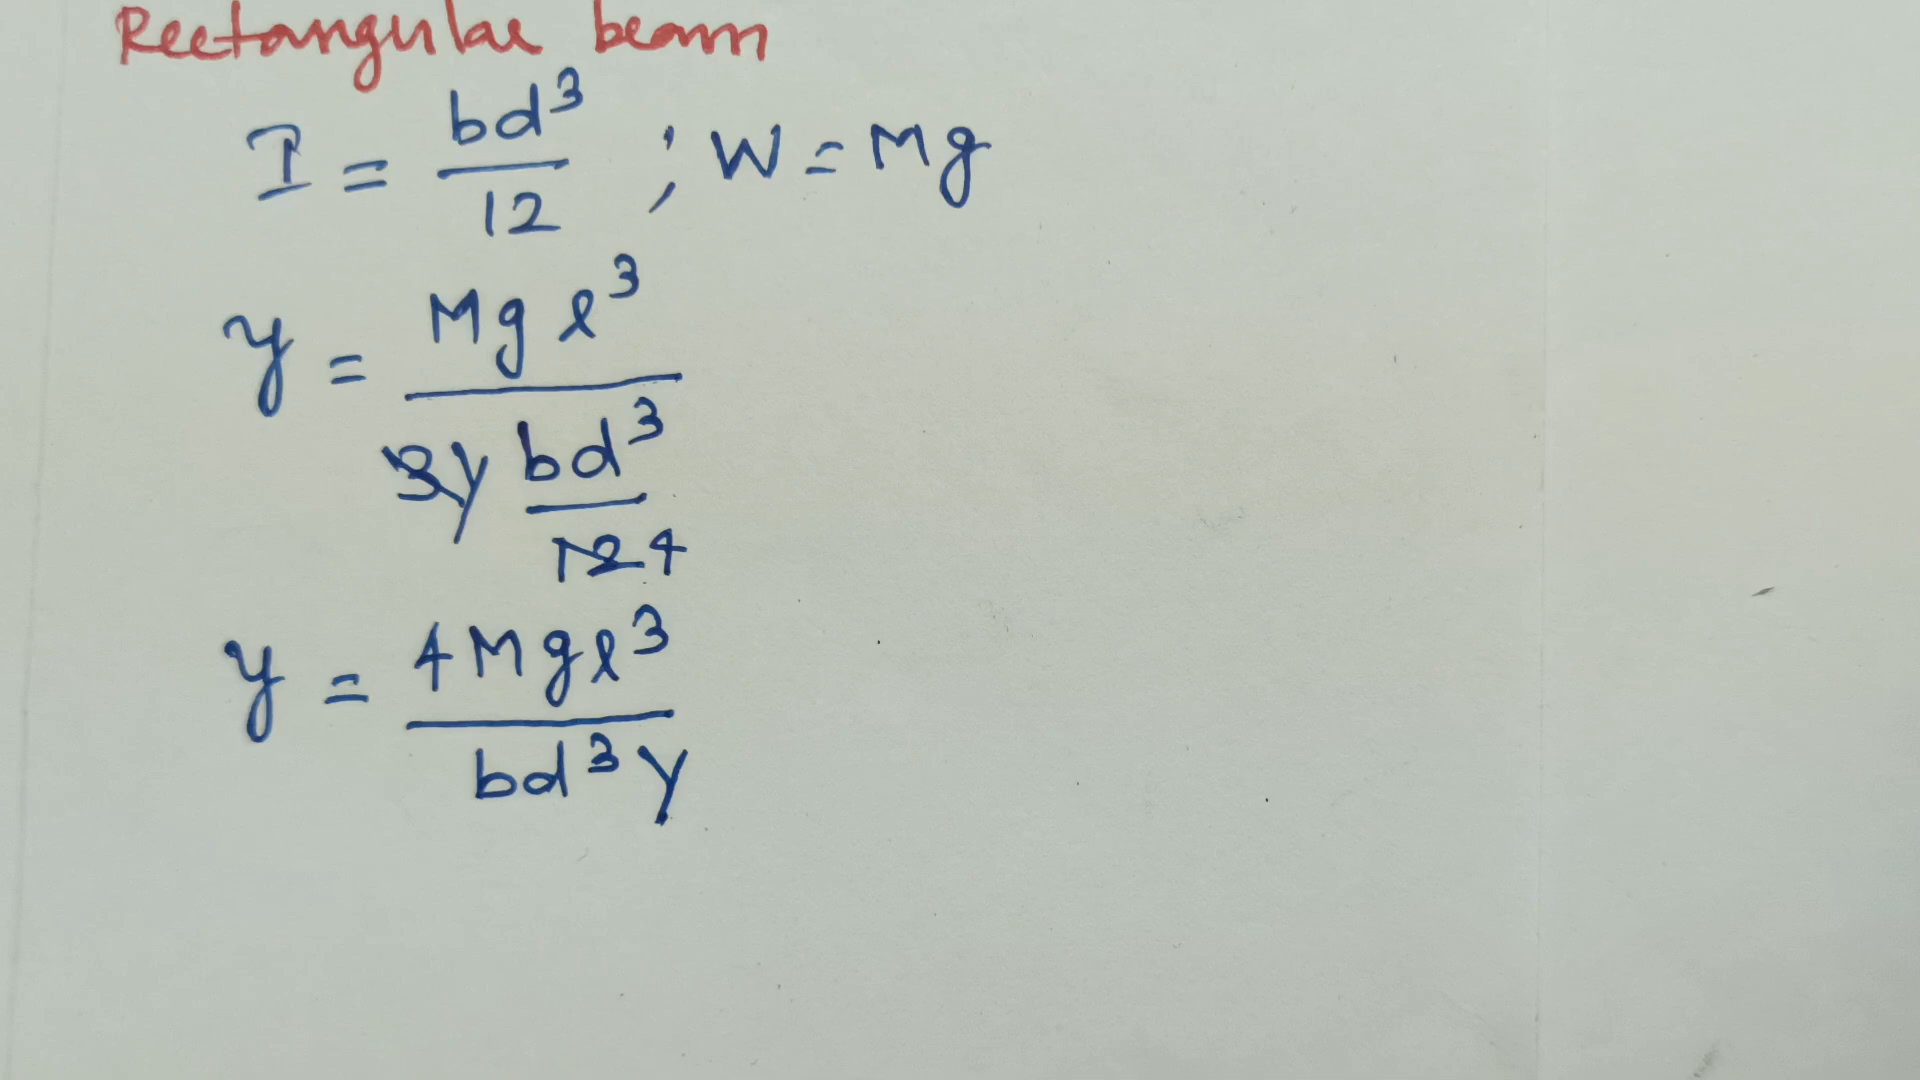 Rectangular beam
I = bd³/12 ; W = Mg
y = Mgl³ / 3Y bd³/12 4
y = 4Mgl³ / bd³Y